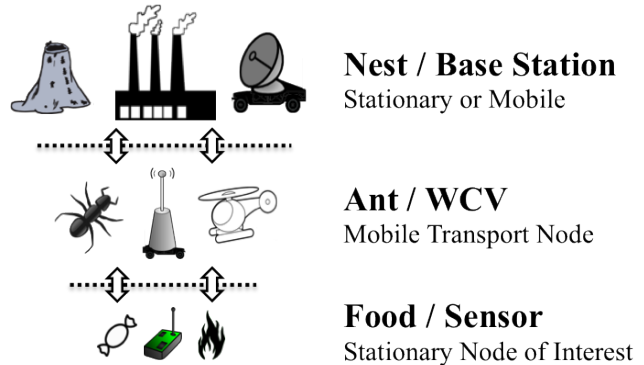 Nest / Base Station
Stationary or Mobile
Ant / WCV
Mobile Transport Node
Food / Sensor
Stationary Node of Interest